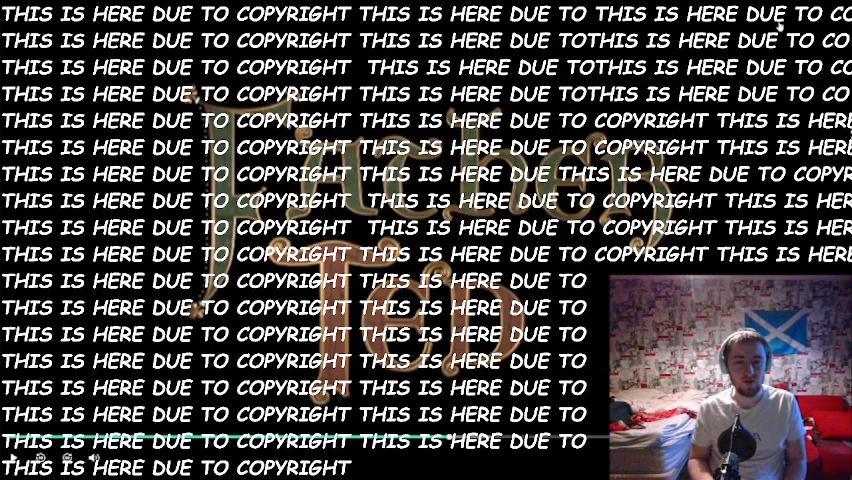 THIS IS HERE DUE TO COPYRIGHT THIS IS HERE DUE TO THIS IS HERE DUE TO CO
THIS IS HERE DUE TO COPYRIGHT THIS IS HERE DUE TOTHIS IS HERE DUE TO CO
THIS IS HERE DUE TO COPYRIGHT THIS IS HERE DUE TOTHIS IS HERE DUE TO CO
THIS IS HERE DUE TO COPYRIGHT THIS IS HERE DUE TOTHIS IS HERE DUE TO CO
THIS IS HERE DUE TO COPYRIGHT THIS IS HERE DUE TO COPYRIGHT THIS IS HERE
THIS IS HERE DUE TO COPYRIGHT THIS IS HERE DUE TO COPYRIGHT THIS IS HERE
THIS IS HERE DUE TO COPYRIGHT THIS IS HERE DUE THIS IS HERE DUE TO COPYR
THIS IS HERE DUE TO COPYRIGHT THIS IS HERE DUE TO COPYRIGHT THIS IS HER
THIS IS HERE DUE TO COPYRIGHT THIS IS HERE DUE TO COPYRIGHT THIS IS HER
THIS IS HERE DUE TO COPYRIGHT THIS IS HERE DUE TO COPYRIGHT THIS IS HERE
THIS IS HERE DUE TO COPYRIGHT THIS IS HERE DUE TO
THIS IS HERE DUE TO COPYRIGHT THIS IS HERE DUE TO
THIS IS HERE DUE TO COPYRIGHT THIS IS HERE DUE TO
THIS IS HERE DUE TO COPYRIGHT THIS IS HERE DUE TO
THIS IS HERE DUE TO COPYRIGHT THIS IS HERE DUE TO
THIS IS HERE DUE TO COPYRIGHT THIS IS HERE DUE TO
THIS IS HERE DUE TO COPYRIGHT THIS IS HERE DUE TO
THIS IS HERE DUE TO COPYRIGHT
Father
Ted